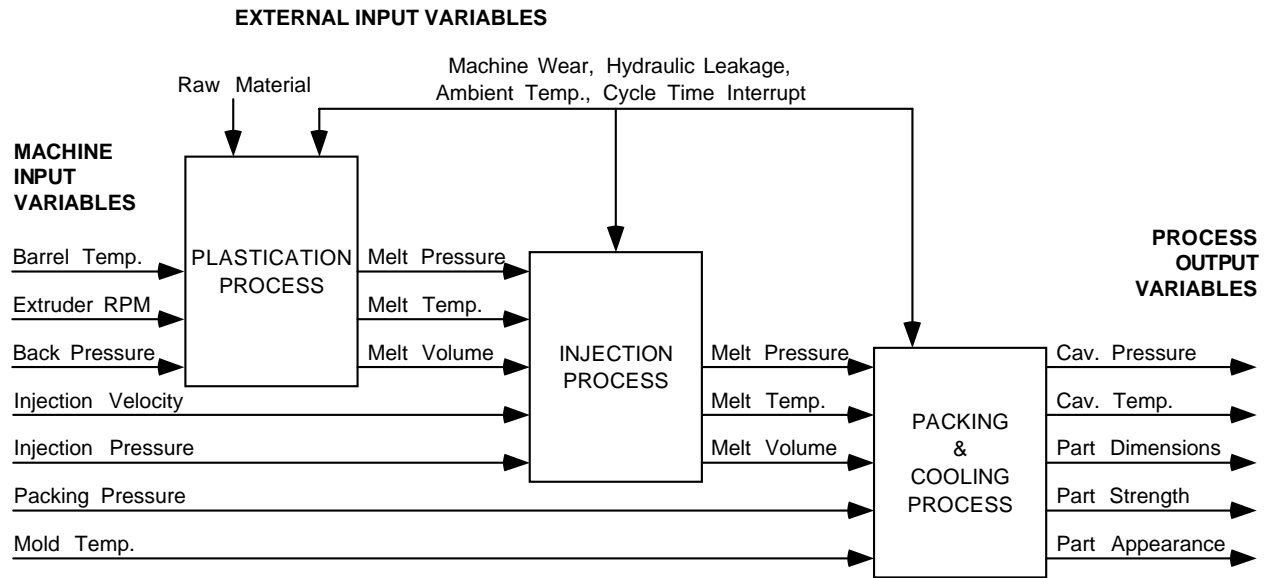 EXTERNAL INPUT VARIABLES
Machine Wear, Hydraulic Leakage,
Ambient Temp., Cycle Time Interrupt
Raw Material
MACHINE
INPUT
VARIABLES
Barrel Temp.
Extruder RPM
Back Pressure
Injection Velocity
Injection Pressure
Packing Pressure
Mold Temp.
PLASTICATION
PROCESS
Melt Pressure
Melt Temp.
Melt Volume
INJECTION
PROCESS
Melt Pressure
Melt Temp.
Melt Volume
PACKING
&
COOLING
PROCESS
PROCESS
OUTPUT
VARIABLES
Cav. Pressure
Cav. Temp.
Part Dimensions
Part Strength
Part Appearance